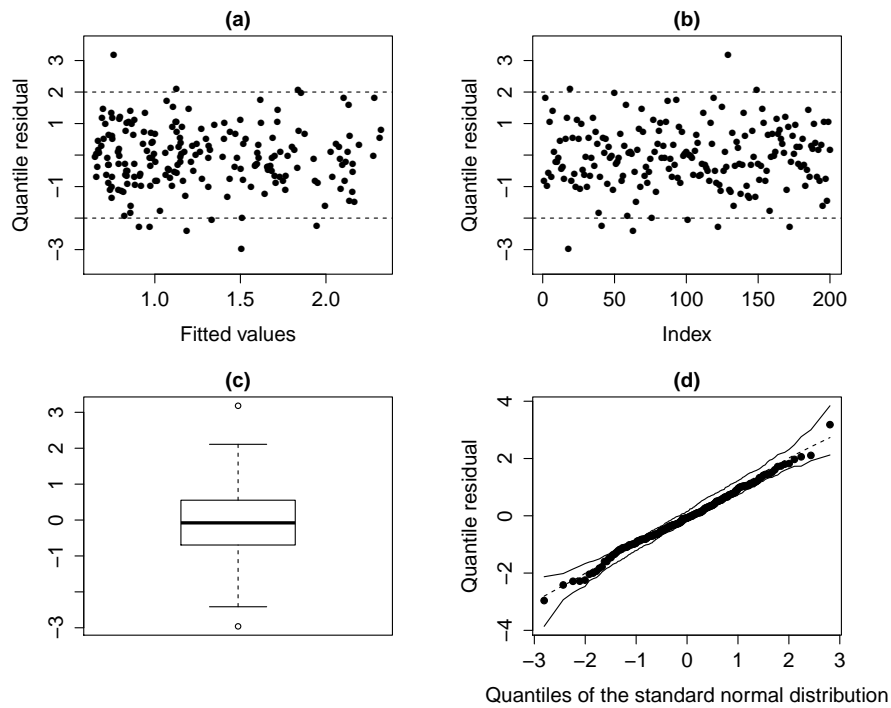 (a)
Quantile residual
3
2
1
−1
−3
1.0 1.5 2.0
Fitted values
(b)
Quantile residual
3
2
1
−1
−3
0 50 100 150 200
Index
(c)
3
2
1
0
−1
−3
(d)
Quantile residual
4
2
0
−2
−4
−3 −2 −1 0 1 2 3
Quantiles of the standard normal distribution